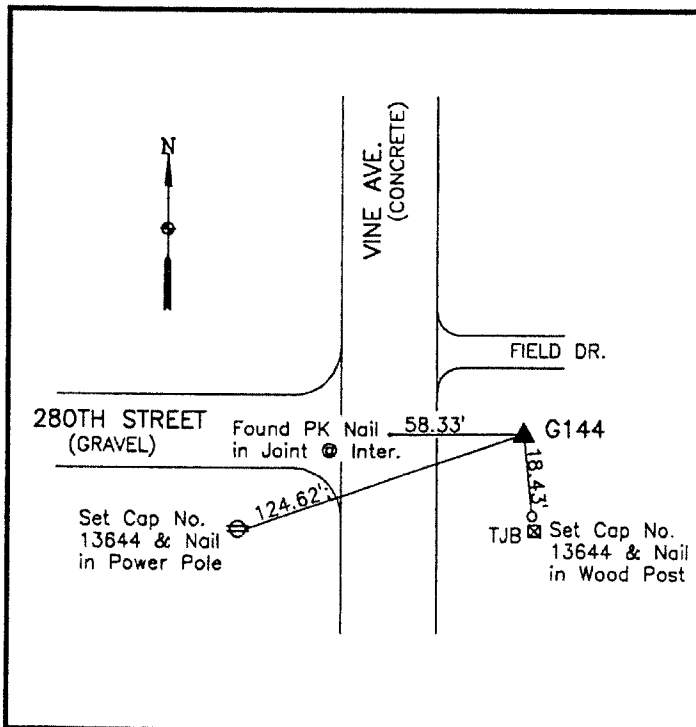 N
VINE AVE.
(CONCRETE)
FIELD DR.
280TH STREET
(GRAVEL)
Found PK Nail
in Joint @ Inter.
58.33'
G144
124.62'
18.43'
Set Cap No.
13644 & Nail
in Power Pole
TJB
Set Cap No.
13644 & Nail
in Wood Post